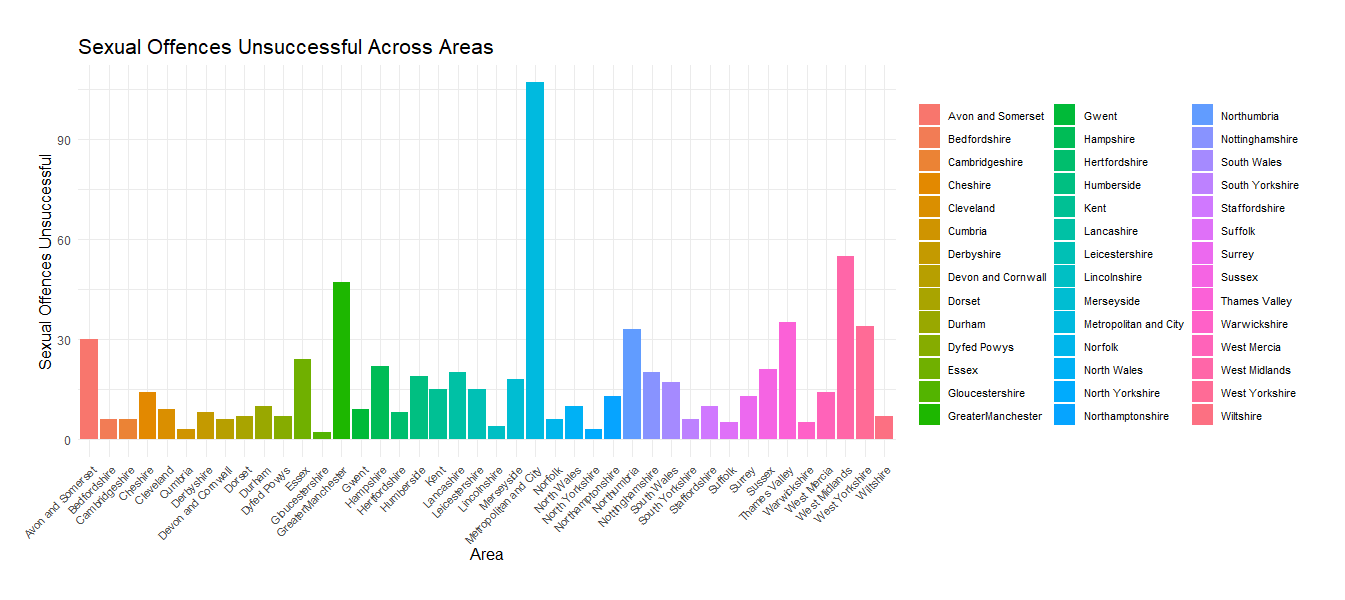 Sexual Offences Unsuccessful Across Areas
Sexual Offences Unsuccessful
90
60
30
0
Avon and Somerset
Bedfordshire
Cambridgeshire
Cheshire
Cleveland
Cumbria
Derbyshire
Devon and Cornwall
Dorset
Durham
Dyfed Powys
Essex
Gloucestershire
GreaterManchester
Gwent
Hampshire
Hertfordshire
Humberside
Kent
Lancashire
Leicestershire
Lincolnshire
Merseyside
Metropolitan and City
Norfolk
North Wales
North Yorkshire
Northamptonshire
Northumbria
Nottinghamshire
South Wales
South Yorkshire
Staffordshire
Suffolk
Surrey
Sussex
Thames Valley
Warwickshire
West Mercia
West Midlands
West Yorkshire
Wiltshire
Area
Avon and Somerset
Bedfordshire
Cambridgeshire
Cheshire
Cleveland
Cumbria
Derbyshire
Devon and Cornwall
Dorset
Durham
Dyfed Powys
Essex
Gloucestershire
GreaterManchester
Gwent
Hampshire
Hertfordshire
Humberside
Kent
Lancashire
Leicestershire
Lincolnshire
Merseyside
Metropolitan and City
Norfolk
North Wales
North Yorkshire
Northamptonshire
Northumbria
Nottinghamshire
South Wales
South Yorkshire
Staffordshire
Suffolk
Surrey
Sussex
Thames Valley
Warwickshire
West Mercia
West Midlands
West Yorkshire
Wiltshire